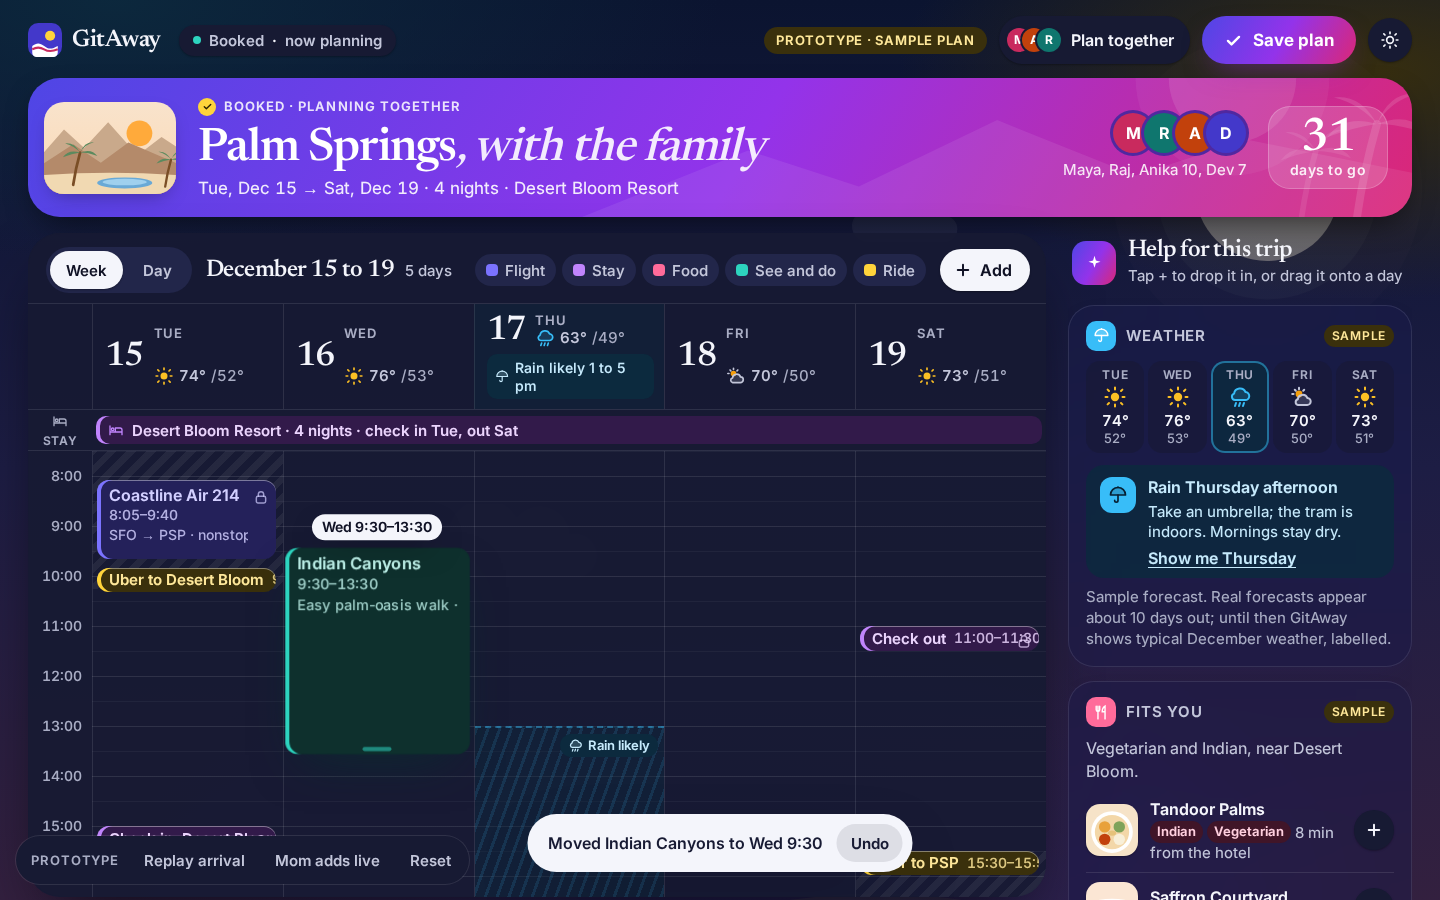 GitAway
Booked · now planning
PROTOTYPE · SAMPLE PLAN
R
Plan together
Save plan
BOOKED · PLANNING TOGETHER
Palm Springs, with the family
Tue, Dec 15 → Sat, Dec 19 · 4 nights · Desert Bloom Resort
M R A D
Maya, Raj, Anika 10, Dev 7
31
days to go
Week
Day
December 15 to 19 5 days
Flight
Stay
Food
See and do
Ride
+ Add
15 TUE
74° /52°
16 WED
76° /53°
17 THU
63° /49°
Rain likely 1 to 5
pm
18 FRI
70° /50°
19 SAT
73° /51°
STAY
Desert Bloom Resort · 4 nights · check in Tue, out Sat
8:00
9:00
10:00
11:00
12:00
13:00
14:00
15:00
Coastline Air 214
8:05–9:40
SFO → PSP · nonstop
Uber to Desert Bloom
Wed 9:30–13:30
Indian Canyons
9:30–13:30
Easy palm-oasis walk ·
Rain likely
Check out 11:00–11:30
to PSP 15:30–15:
Moved Indian Canyons to Wed 9:30
Undo
PROTOTYPE
Replay arrival
Mom adds live
Reset
Help for this trip
Tap + to drop it in, or drag it onto a day
WEATHER
SAMPLE
TUE
74°
52°
WED
76°
53°
THU
63°
49°
FRI
70°
50°
SAT
73°
51°
Rain Thursday afternoon
Take an umbrella; the tram is
indoors. Mornings stay dry.
Show me Thursday
Sample forecast. Real forecasts appear
about 10 days out; until then GitAway
shows typical December weather, labelled.
FITS YOU
SAMPLE
Vegetarian and Indian, near Desert
Bloom.
Tandoor Palms
Indian Vegetarian 8 min
from the hotel
+
Saffron Courtyard